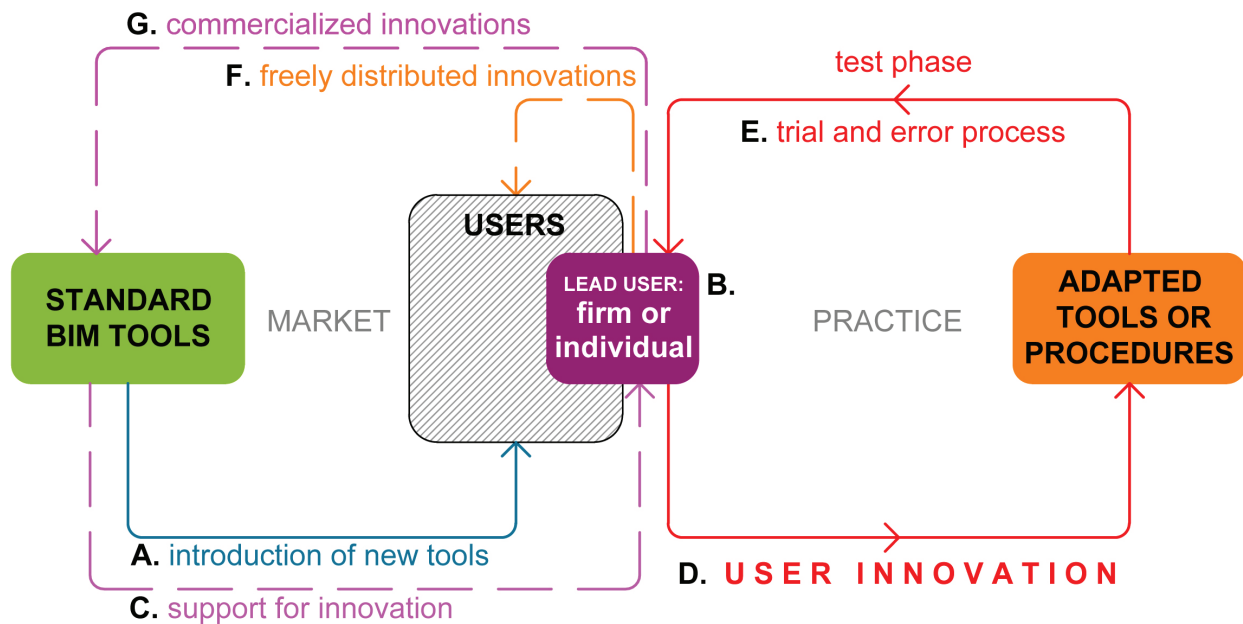 G. commercialized innovations
F. freely distributed innovations
test phase
E. trial and error process
USERS
STANDARD
BIM TOOLS
MARKET
LEAD USER:
firm or
individual
B.
PRACTICE
ADAPTED
TOOLS OR
PROCEDURES
A. introduction of new tools
D. USER INNOVATION
C. support for innovation